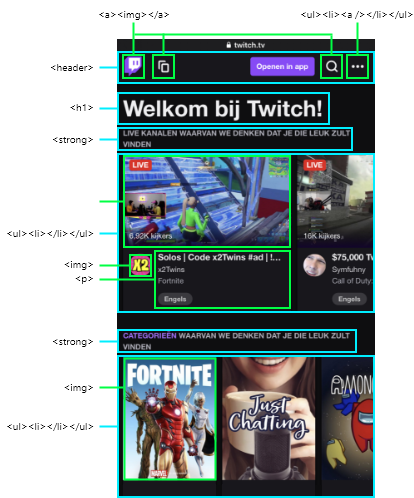 <a><img></a>
<ul><li><a /></li></ul>
twitch.tv
<header>
Openen in app
<h1>
Welkom bij Twitch!
<strong>
LIVE KANALEN WAARVAN WE DENKEN DAT JE DIE LEUK ZULT
VINDEN
LIVE
LIVE
6.92K kijkers
16K kijkers
<ul><li></li></ul>
<img>
X2
Solos | Code x2Twins #ad | !...
$75,000 T
<p>
x2Twins
Symfuhny
Fortnite
Call of Duty:
Engels
Engels
<strong>
CATEGORIEËN WAARVAN WE DENKEN DAT JE DIE LEUK ZULT
VINDEN
<img>
FORTNITE
Just
Chatting
AMONG
<ul><li></li></ul>
MARVEL